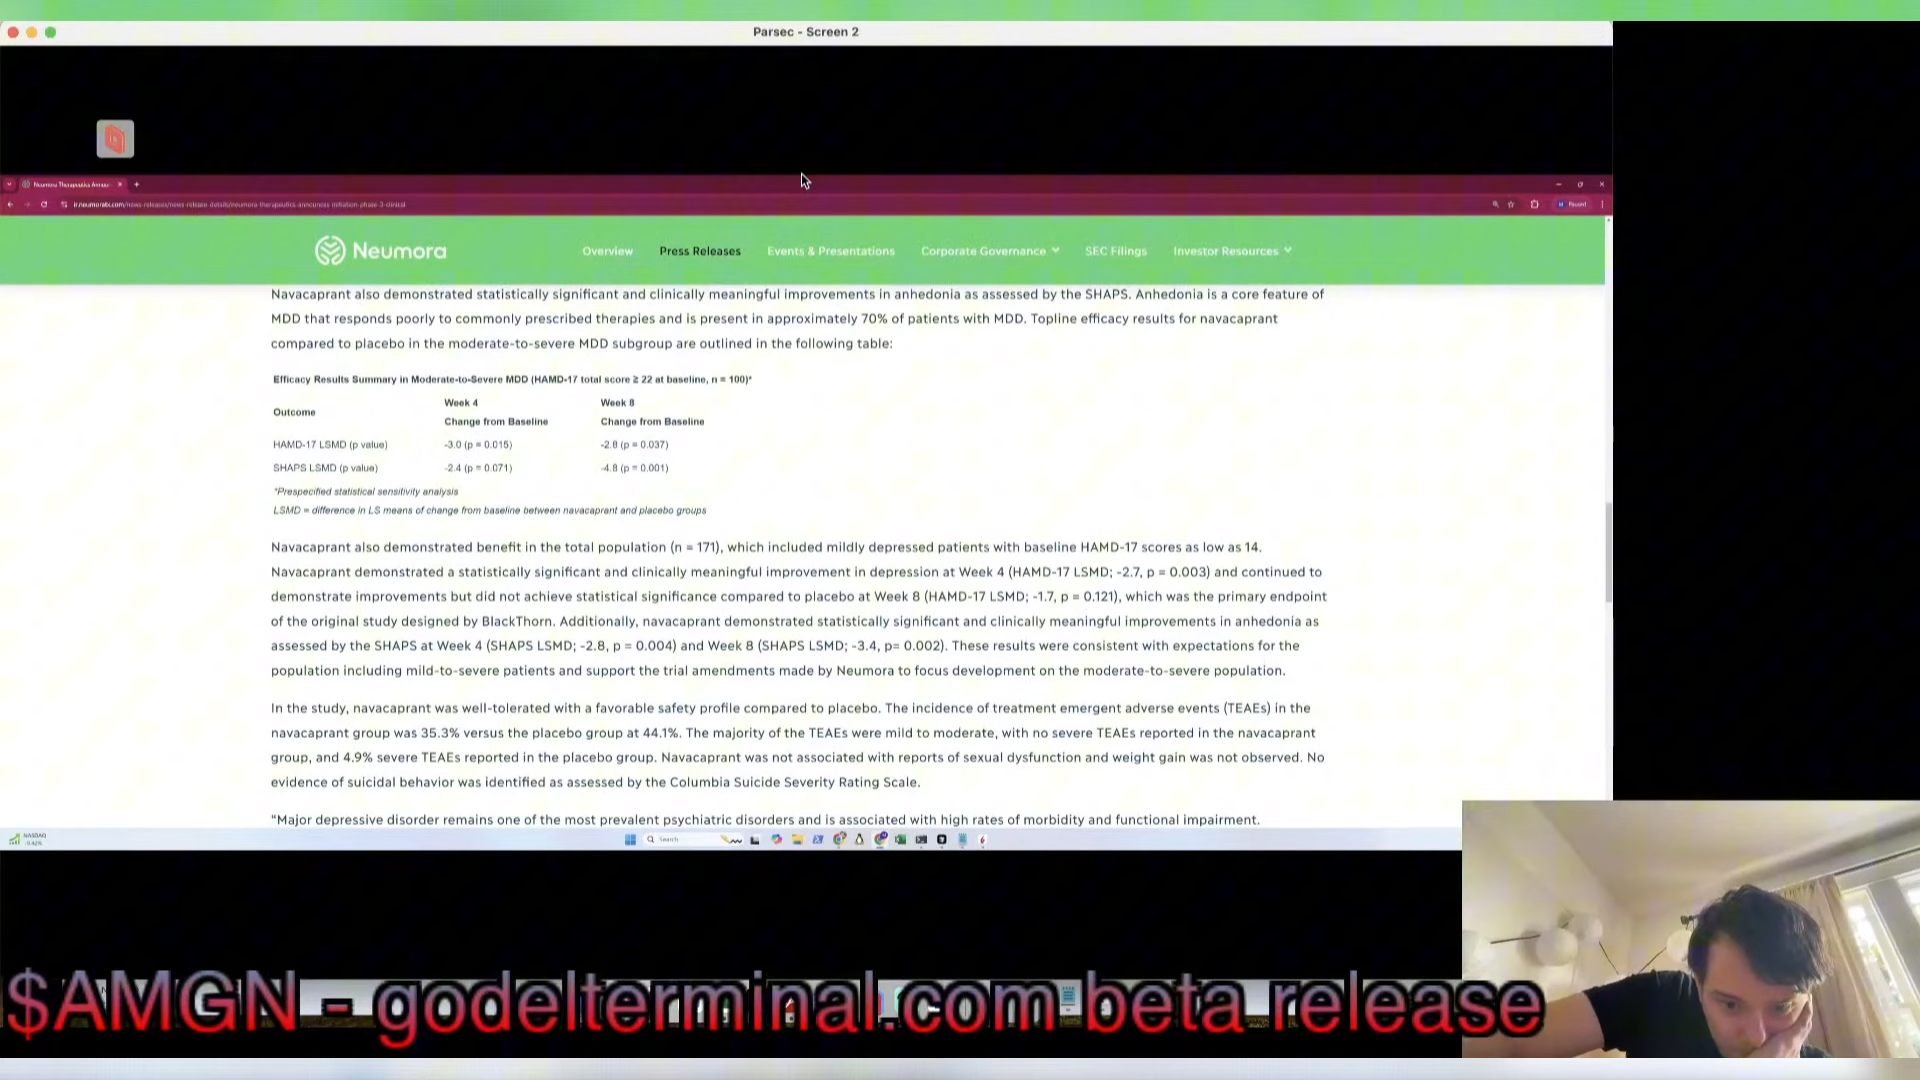 Parsec - Screen 2
Neumora Therapeutics Annou
ir.neumoratx.com/news-releases/news-release-details/neumora-therapeutics-announces-initiation-phase-3-clinical
Paused
Neumora
Overview
Press Releases
Events & Presentations
Corporate Governance
SEC Filings
Investor Resources
Navacaprant also demonstrated statistically significant and clinically meaningful improvements in anhedonia as assessed by the SHAPS. Anhedonia is a core feature of
MDD that responds poorly to commonly prescribed therapies and is present in approximately 70% of patients with MDD. Topline efficacy results for navacaprant
compared to placebo in the moderate-to-severe MDD subgroup are outlined in the following table:
Efficacy Results Summary in Moderate-to-Severe MDD (HAMD-17 total score ≥ 22 at baseline, n = 100)*
Outcome
Week 4
Change from Baseline
Week 8
Change from Baseline
HAMD-17 LSMD (p value) -3.0 (p = 0.015) -2.8 (p = 0.037)
SHAPS LSMD (p value) -2.4 (p = 0.071) -4.8 (p = 0.001)
*Prespecified statistical sensitivity analysis
LSMD = difference in LS means of change from baseline between navacaprant and placebo groups
Navacaprant also demonstrated benefit in the total population (n = 171), which included mildly depressed patients with baseline HAMD-17 scores as low as 14.
Navacaprant demonstrated a statistically significant and clinically meaningful improvement in depression at Week 4 (HAMD-17 LSMD; -2.7, p = 0.003) and continued to
demonstrate improvements but did not achieve statistical significance compared to placebo at Week 8 (HAMD-17 LSMD; -1.7, p = 0.121), which was the primary endpoint
of the original study designed by BlackThorn. Additionally, navacaprant demonstrated statistically significant and clinically meaningful improvements in anhedonia as
assessed by the SHAPS at Week 4 (SHAPS LSMD; -2.8, p = 0.004) and Week 8 (SHAPS LSMD; -3.4, p= 0.002). These results were consistent with expectations for the
population including mild-to-severe patients and support the trial amendments made by Neumora to focus development on the moderate-to-severe population.
In the study, navacaprant was well-tolerated with a favorable safety profile compared to placebo. The incidence of treatment emergent adverse events (TEAEs) in the
navacaprant group was 35.3% versus the placebo group at 44.1%. The majority of the TEAEs were mild to moderate, with no severe TEAEs reported in the navacaprant
group, and 4.9% severe TEAEs reported in the placebo group. Navacaprant was not associated with reports of sexual dysfunction and weight gain was not observed. No
evidence of suicidal behavior was identified as assessed by the Columbia Suicide Severity Rating Scale.
“Major depressive disorder remains one of the most prevalent psychiatric disorders and is associated with high rates of morbidity and functional impairment.
NASDAQ
Search
$AMGN - godelterminal.com beta release